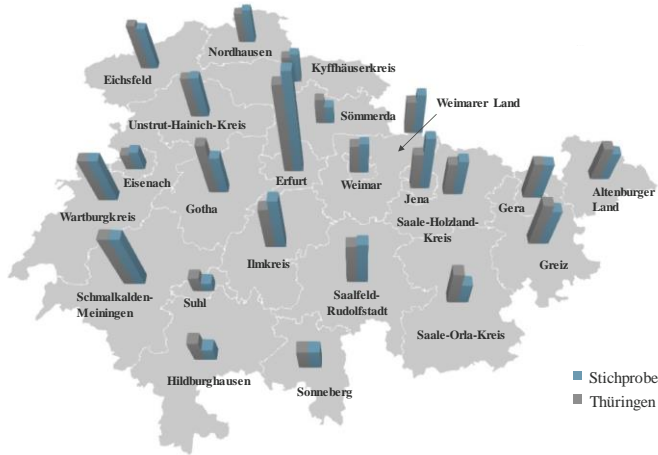 Nordhausen
Eichsfeld
Kyffhäuserkreis
Weimarer Land
Sömmerda
Unstrut-Hainich-Kreis
Eisenach
Erfurt
Weimar
Jena
Altenburger
Land
Wartburgkreis
Gotha
Gera
Saale-Holzland-
Kreis
Ilmkreis
Greiz
Schmalkalden-
Meiningen
Suhl
Saalfeld-
Rudolfstadt
Saale-Orla-Kreis
Hildburghausen
Sonneberg
Stichprobe
Thüringen